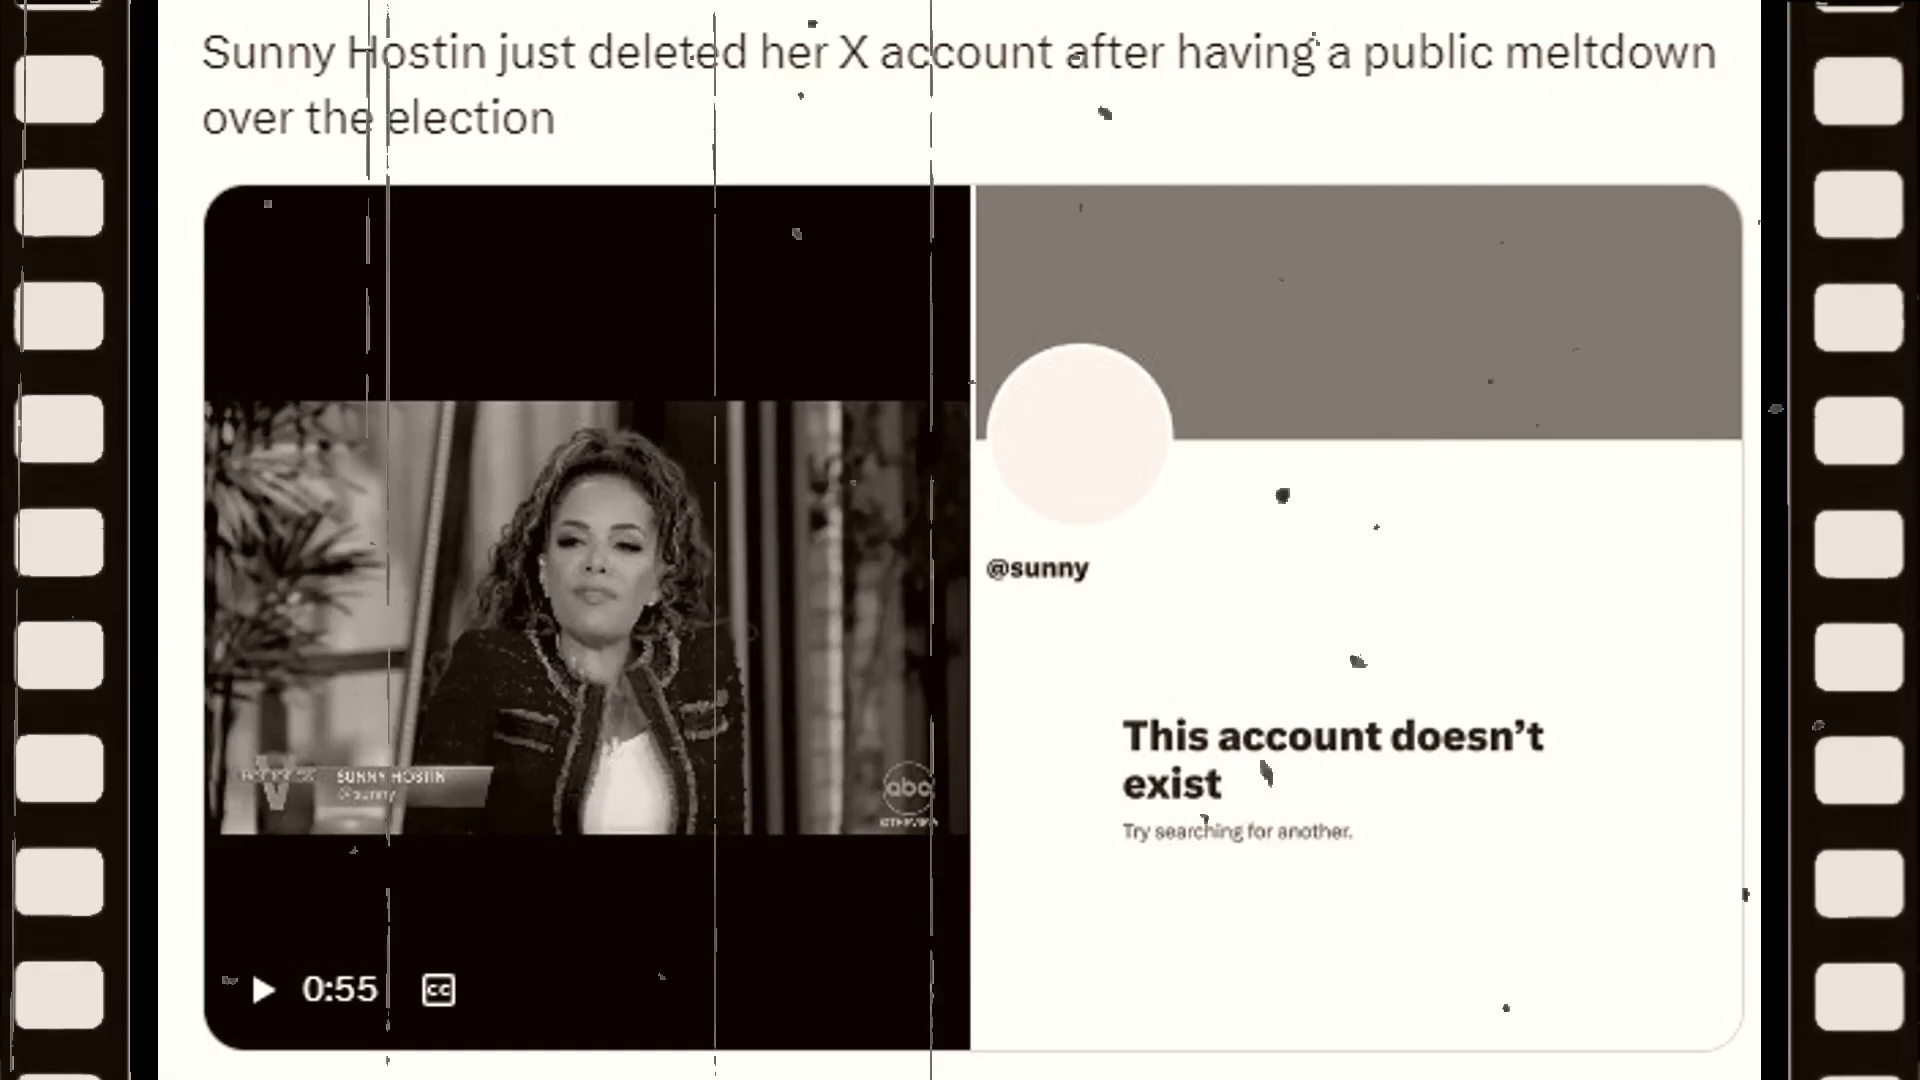 Sunny Hostin just deleted her X account after having a public meltdown
over the election
@sunny
This account doesn’t
exist
Try searching for another.
SUNNY HOSTIN
@sunny
abc
0:55
CC